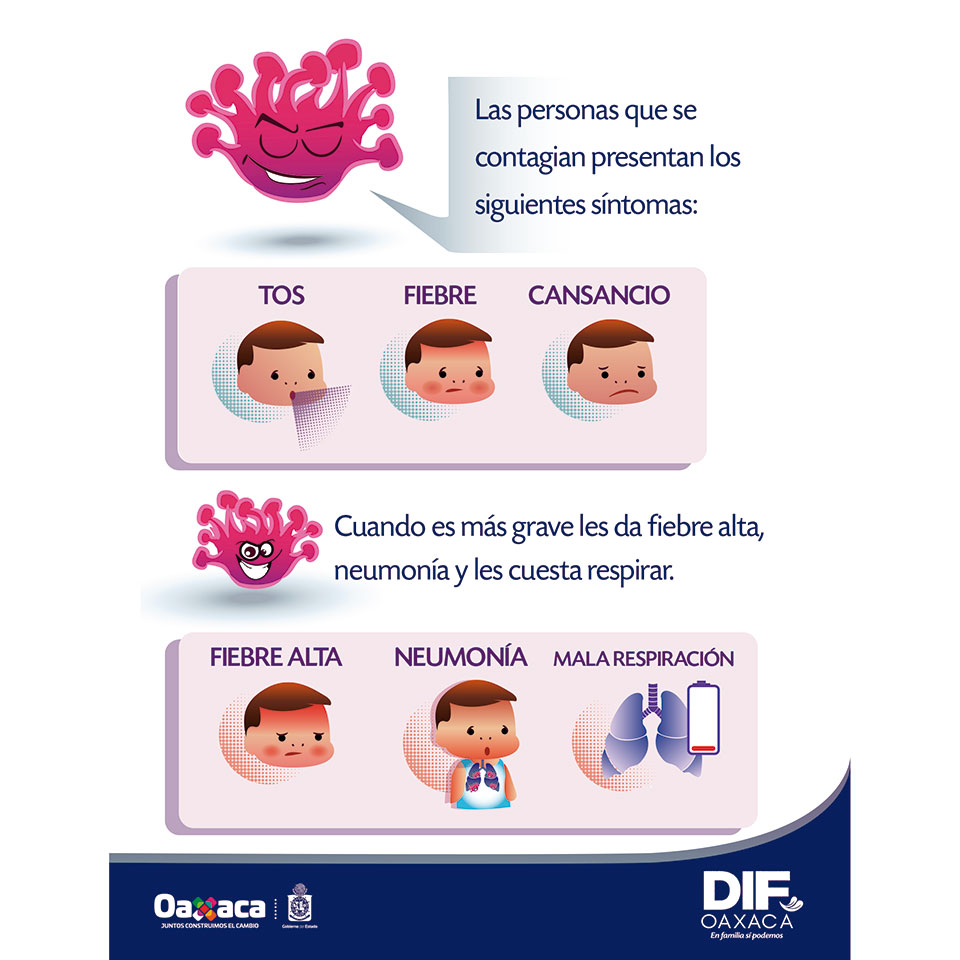 Las personas que se
contagian presentan los
siguientes síntomas:
TOS
FIEBRE
CANSANCIO
Cuando es más grave les da fiebre alta,
neumonía y les cuesta respirar.
FIEBRE ALTA
NEUMONÍA
MALA RESPIRACIÓN
Oaxaca
JUNTOS CONSTRUIMOS EL CAMBIO
Gobierno del Estado
DIF
OAXACA
En familia sí podemos